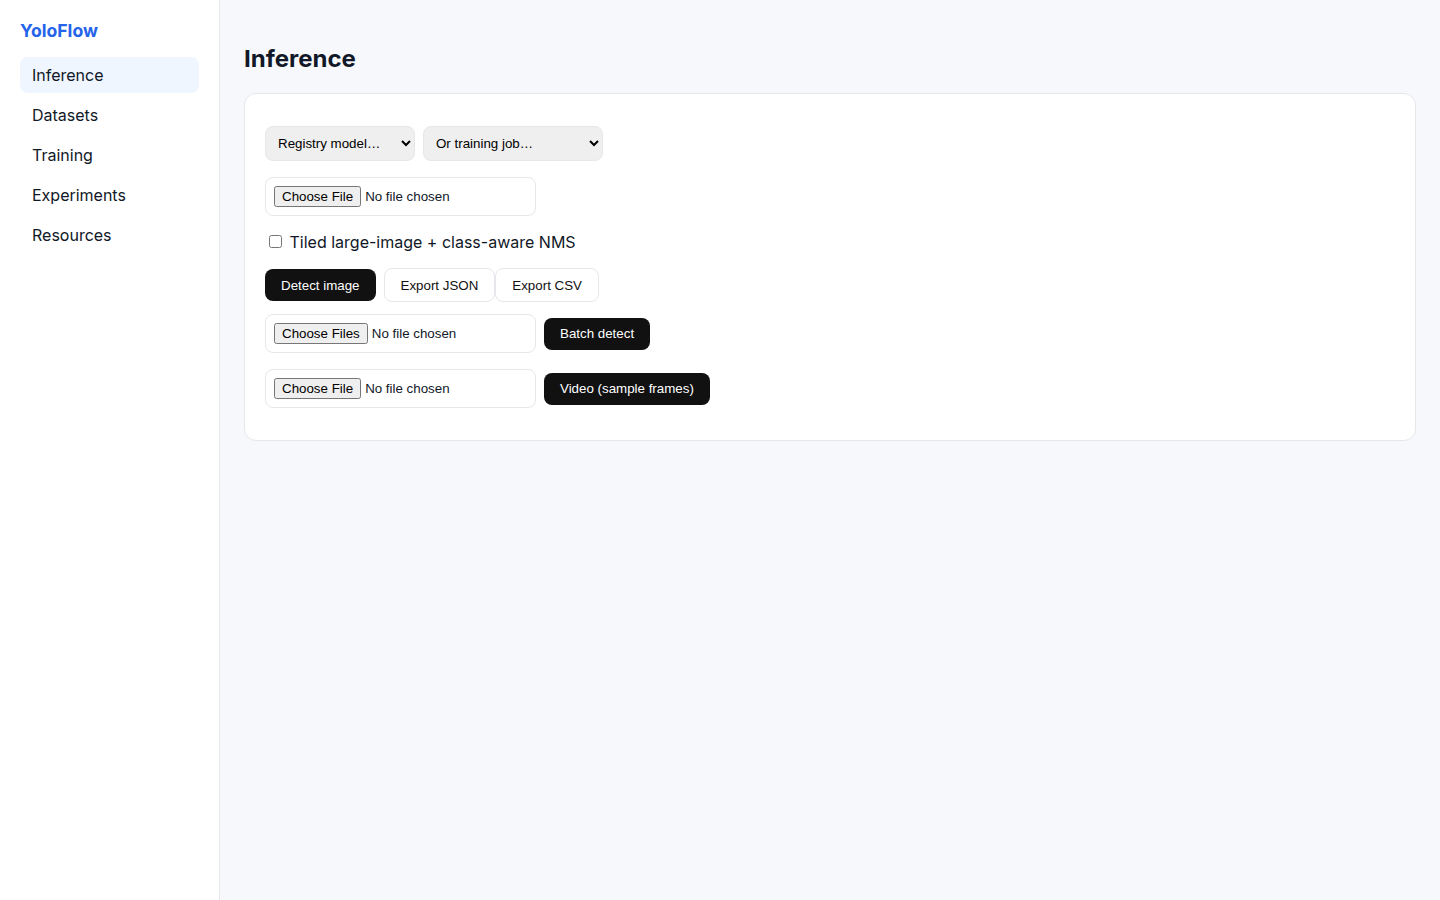 YoloFlow
Inference
Datasets
Training
Experiments
Resources
Inference
Registry model... Or training job...
Choose File No file chosen
Tiled large-image + class-aware NMS
Detect image Export JSON Export CSV
Choose Files No file chosen Batch detect
Choose File No file chosen Video (sample frames)